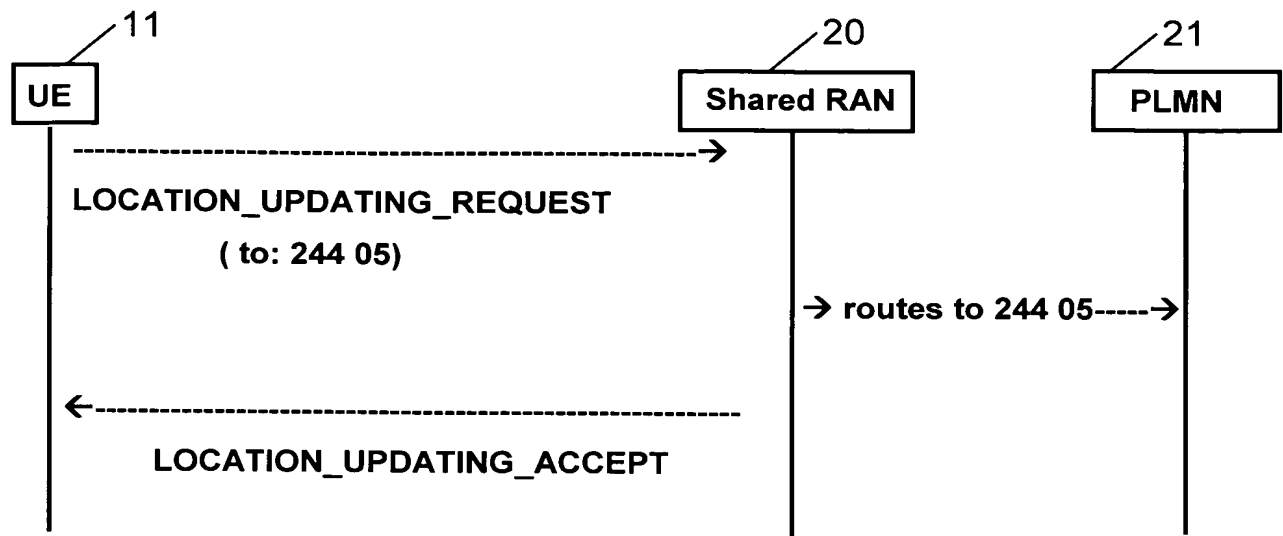 11
20
21
UE
Shared RAN
PLMN
LOCATION_UPDATING_REQUEST
( to: 244 05)
→ routes to 244 05-----→
LOCATION_UPDATING_ACCEPT